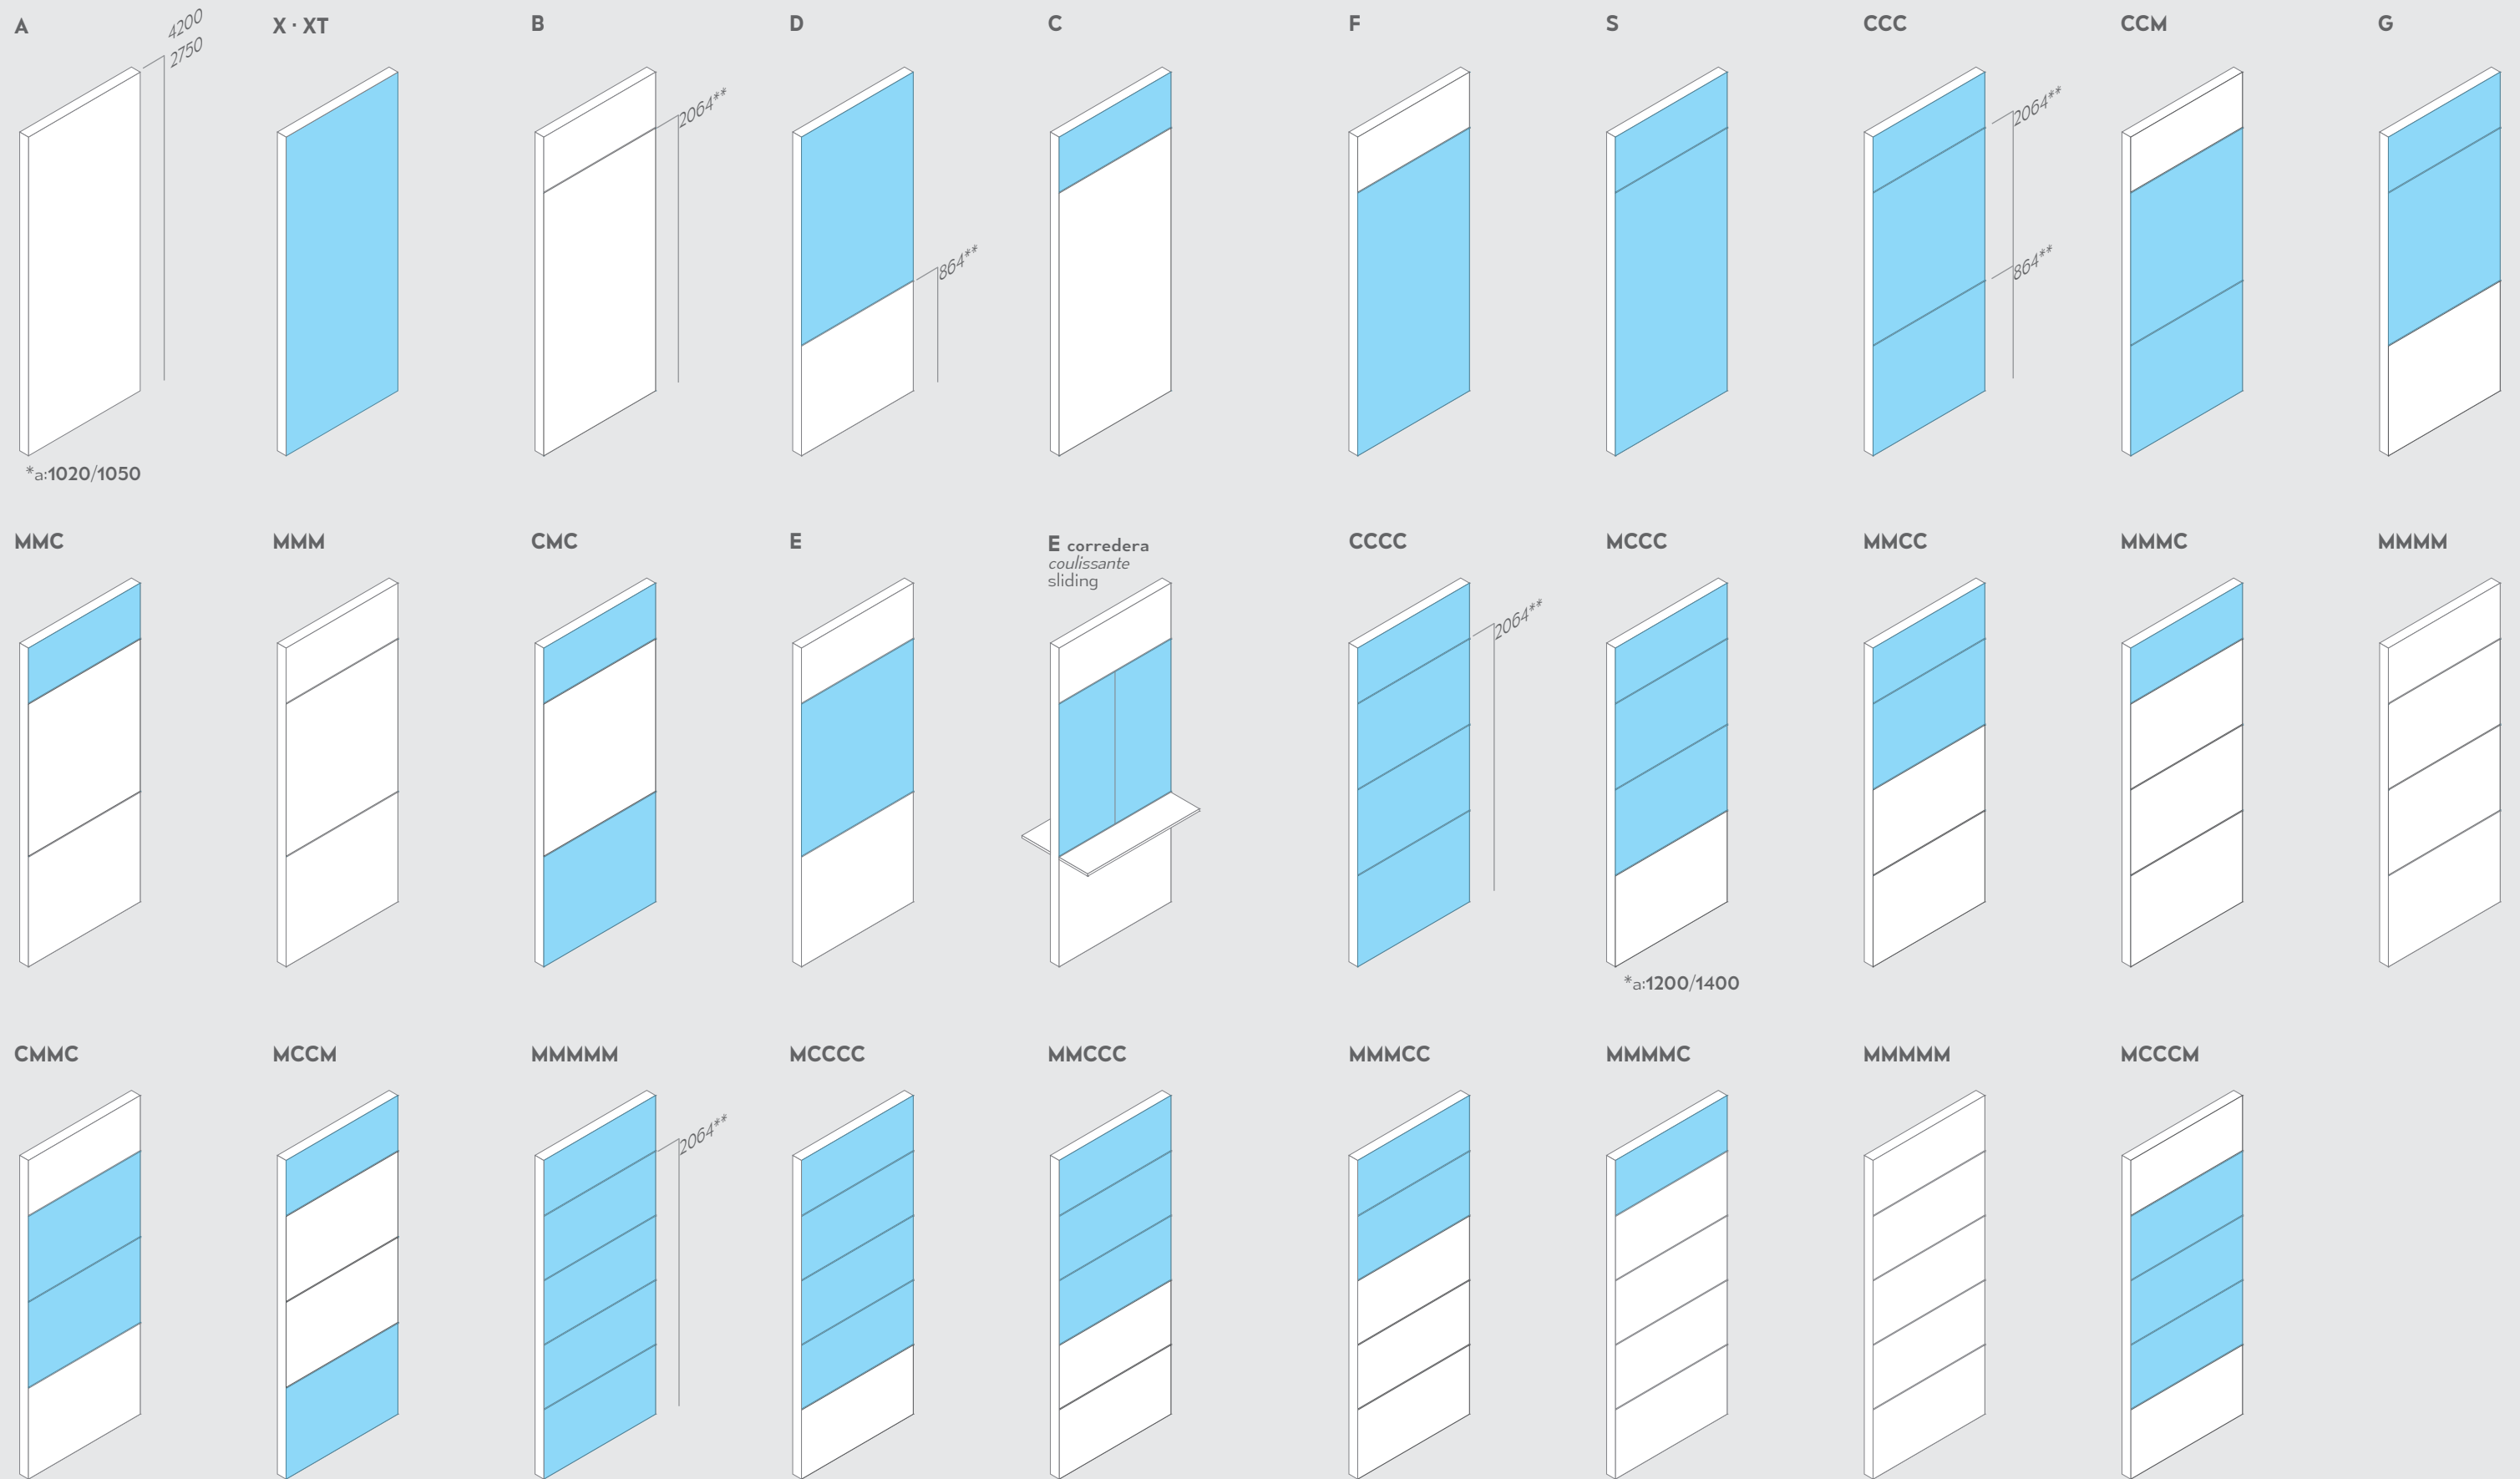 A
X · XT
B
D
C
F
S
CCC
CCM
G
4200
2750
2064**
864**
2064**
864**
*a:1020/1050
MMC
MMM
CMC
E
E corredera
coulissante
sliding
CCCC
MCCC
MMCC
MMMC
MMMM
2064**
*a:1200/1400
CMMC
MCCM
MMMMM
MCCCC
MMCCC
MMMCC
MMMMC
MMMMM
MCCCM
2064**